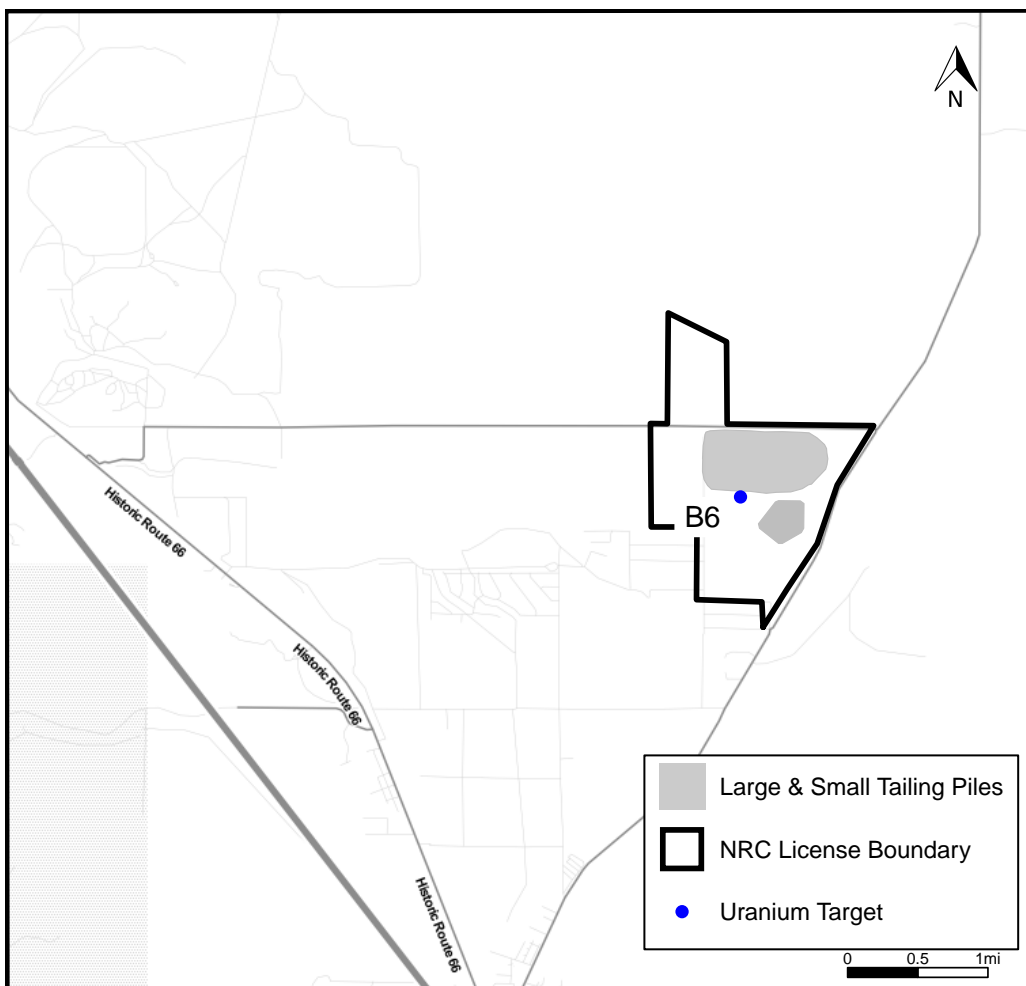 N
B6
Historic Route 66
Historic Route 66
Historic Route 66
Large & Small Tailing Piles
NRC License Boundary
Uranium Target
0 0.5 1mi